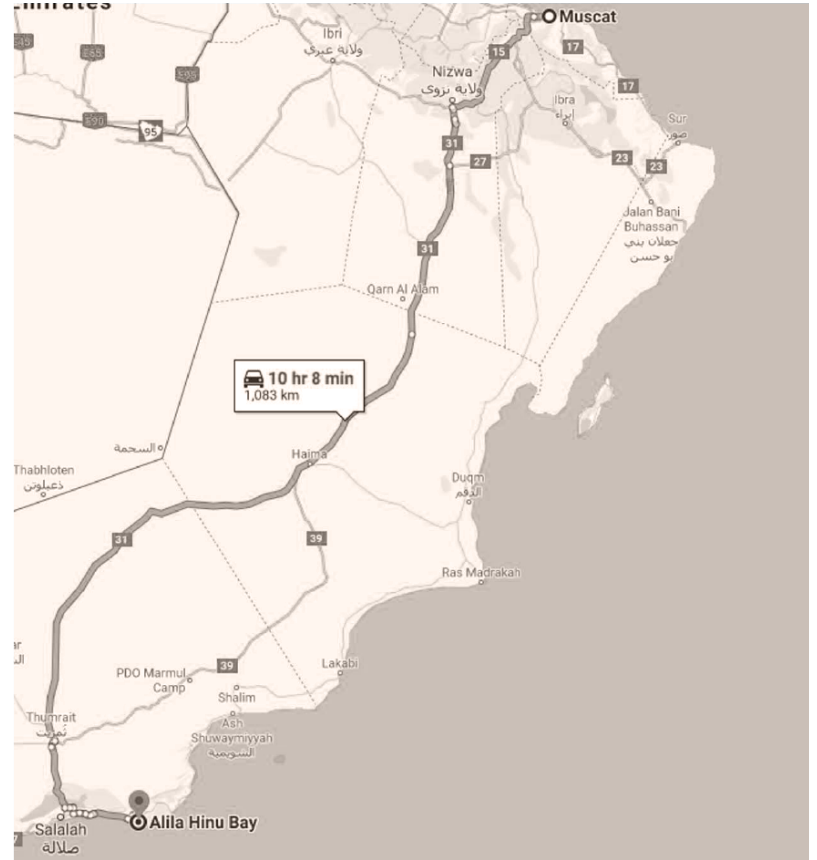 Emirates
Muscat
Ibri
ولاية عبري
15
17
E65
E95
Nizwa
ولاية نزوى
17
Ibra
إبراء
E90
95
Sur
صور
31
27
23
23
Jalan Bani
Buhassan
جعلان بني
بو حسن
31
Qarn Al Alam
10 hr 8 min
1,083 km
السحمة
Haima
Thabhloten
ذعبلوتن
Duqm
الدقم
31
39
Ras Madrakah
39
PDO Marmul
Camp
Lakabi
Shalim
Thumrait
ثمريت
Ash
Shuwaymiyyah
الشويمية
Alila Hinu Bay
Salalah
صلالة
7